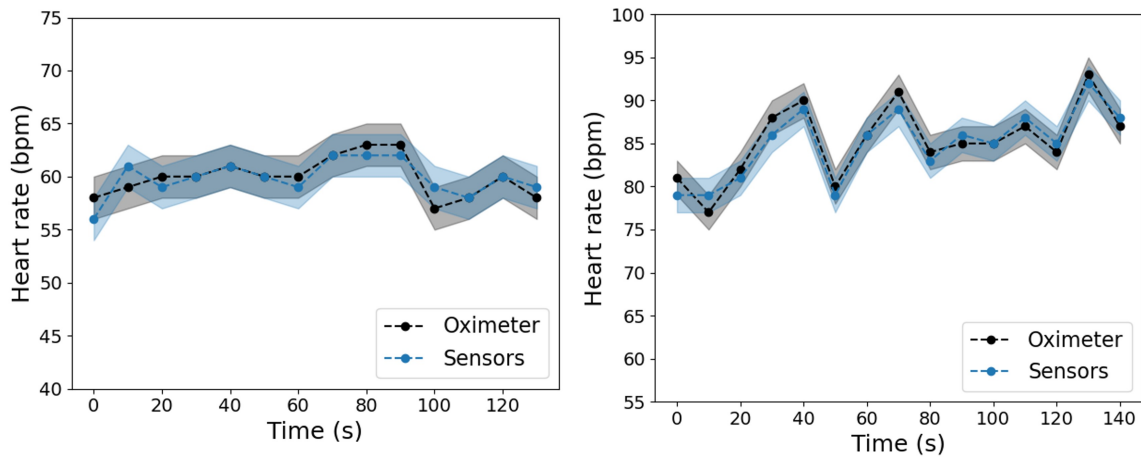 75
70
65
60
55
50
45
40
Heart rate (bpm)
0 20 40 60 80 100 120
Time (s)
Oximeter
Sensors
100
95
90
85
80
75
70
65
60
55
Heart rate (bpm)
0 20 40 60 80 100 120 140
Time (s)
Oximeter
Sensors